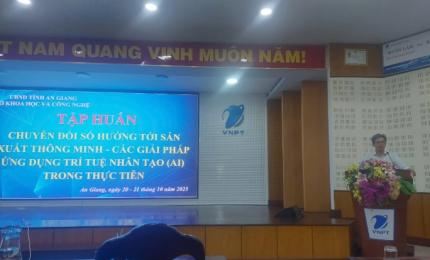 T NAM QUANG VINH MUÔN NĂM!
UBND TỈNH AN GIANG
Ở KHOA HỌC VÀ CÔNG NGHỆ
TẬP HUẤN
CHUYỂN ĐỔI SỐ HƯỚNG TỚI SẢN
XUẤT THÔNG MINH - CÁC GIẢI PHÁP
ỨNG DỤNG TRÍ TUỆ NHÂN TẠO (AI)
TRONG THỰC TIỄN
An Giang, ngày 20 - 21 tháng 10 năm 2025
VNPT
VNPT